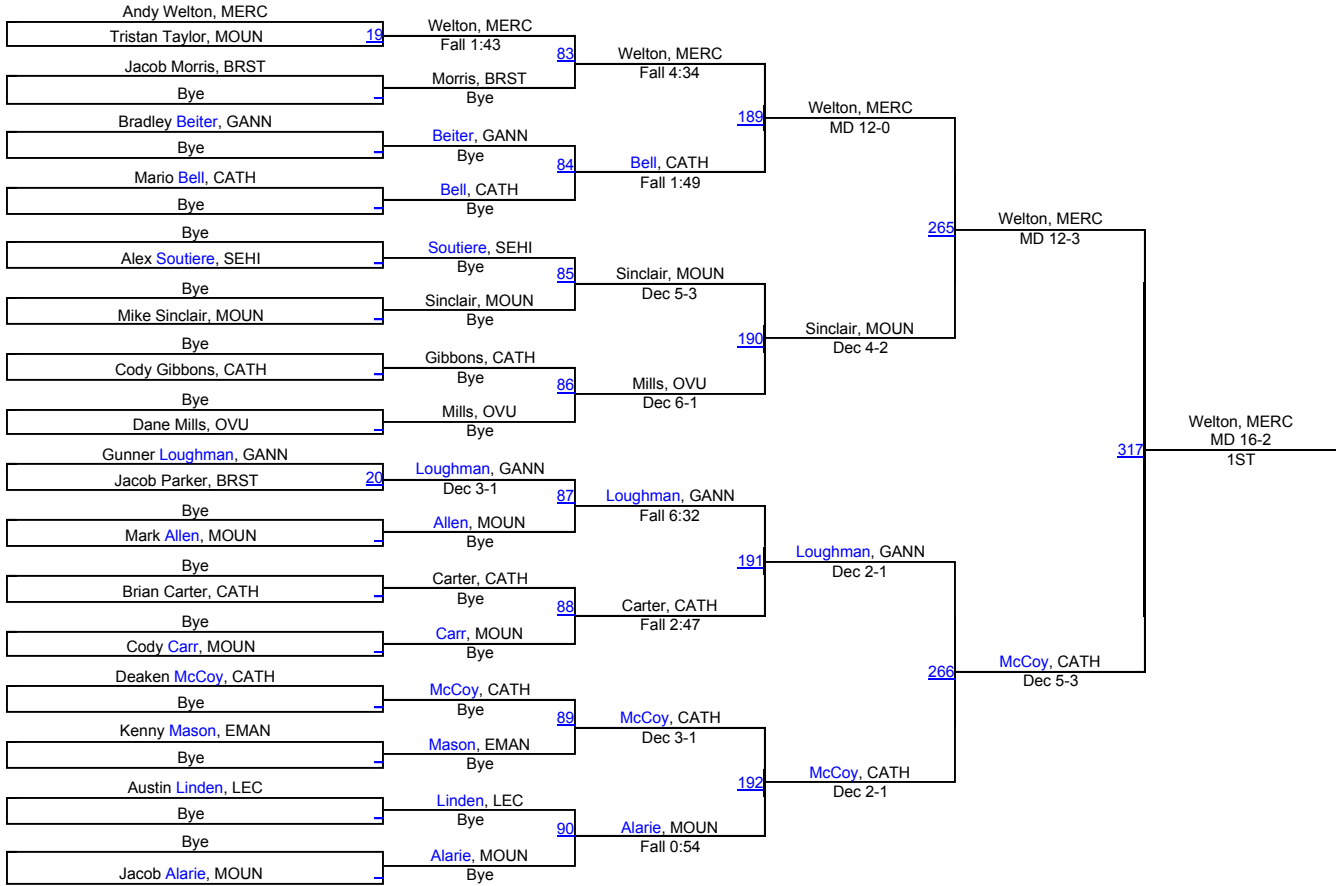 Andy Welton, MERC
Tristan Taylor, MOUN
19
Jacob Morris, BRST
Bye
Bradley Beiter, GANN
Bye
Mario Bell, CATH
Bye
Bye
Alex Soutiere, SEHI
Bye
Mike Sinclair, MOUN
Bye
Cody Gibbons, CATH
Bye
Dane Mills, OVU
Gunner Loughman, GANN
Jacob Parker, BRST
20
Bye
Mark Allen, MOUN
Bye
Brian Carter, CATH
Bye
Cody Carr, MOUN
Deaken McCoy, CATH
Bye
Kenny Mason, EMAN
Bye
Austin Linden, LEC
Bye
Bye
Jacob Alarie, MOUN
Welton, MERC
Fall 1:43
83
Morris, BRST
Bye
Beiter, GANN
Bye
84
Bell, CATH
Bye
Soutiere, SEHI
Bye
85
Sinclair, MOUN
Bye
Gibbons, CATH
Bye
86
Mills, OVU
Bye
Loughman, GANN
Dec 3-1
87
Allen, MOUN
Bye
Carter, CATH
Bye
88
Carr, MOUN
Bye
McCoy, CATH
Bye
89
Mason, EMAN
Bye
Linden, LEC
Bye
90
Alarie, MOUN
Bye
Welton, MERC
Fall 4:34
189
Bell, CATH
Fall 1:49
Sinclair, MOUN
Dec 5-3
190
Mills, OVU
Dec 6-1
Loughman, GANN
Fall 6:32
191
Carter, CATH
Fall 2:47
McCoy, CATH
Dec 3-1
192
Alarie, MOUN
Fall 0:54
Welton, MERC
MD 12-0
265
Sinclair, MOUN
Dec 4-2
Loughman, GANN
Dec 2-1
266
McCoy, CATH
Dec 2-1
Welton, MERC
MD 12-3
317
McCoy, CATH
Dec 5-3
Welton, MERC
MD 16-2
1ST